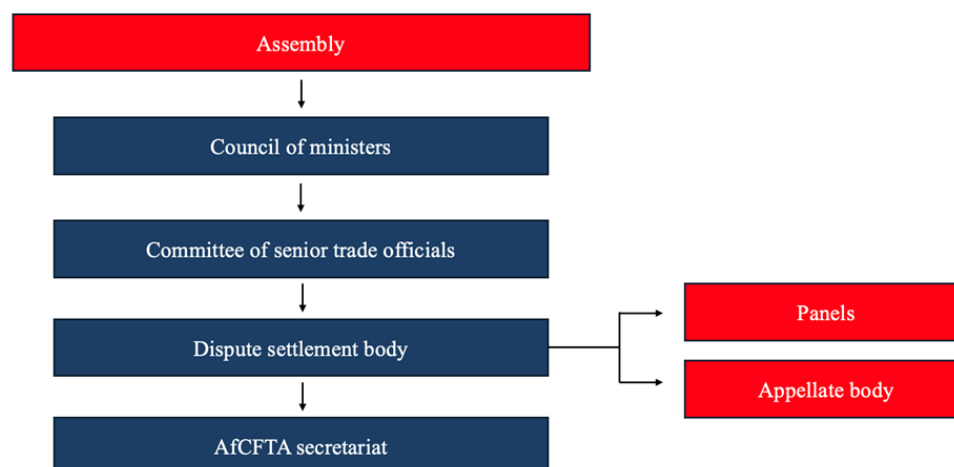 Assembly
Council of ministers
Committee of senior trade officials
Panels
Dispute settlement body
Appellate body
AfCFTA secretariat